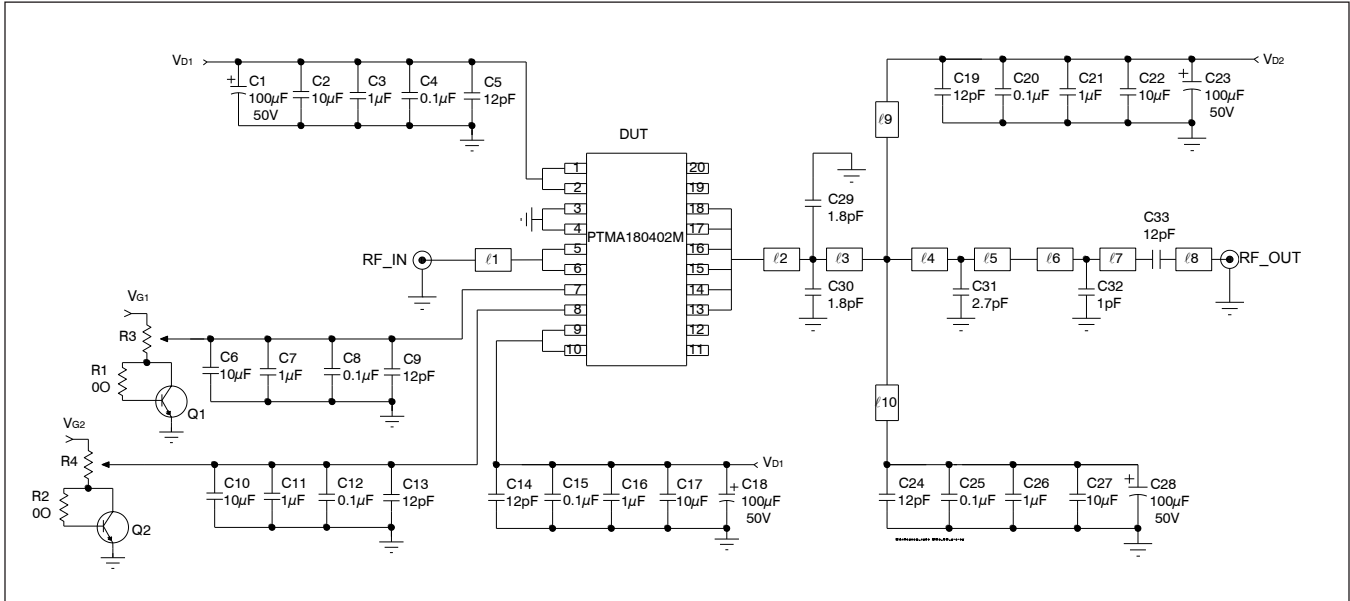 VD1
C1
100µF
50V
C2
10µF
C3
1µF
C4
0.1µF
C5
12pF
C19
12pF
C20
0.1µF
C21
1µF
C22
10µF
C23
100µF
50V
VD2
ℓ9
DUT
PTMA180402M
1
2
3
4
5
6
7
8
9
10
20
19
18
17
16
15
14
13
12
11
RF_IN
ℓ1
C29
1.8pF
ℓ2
ℓ3
C30
1.8pF
ℓ4
C31
2.7pF
ℓ5
ℓ6
C32
1pF
ℓ7
C33
12pF
ℓ8
RF_OUT
VG1
R3
R1
0O
Q1
C6
10µF
C7
1µF
C8
0.1µF
C9
12pF
VG2
R4
R2
0O
Q2
C10
10µF
C11
1µF
C12
0.1µF
C13
12pF
VD1
C14
12pF
C15
0.1µF
C16
1µF
C17
10µF
C18
100µF
50V
ℓ10
C24
12pF
C25
0.1µF
C26
1µF
C27
10µF
C28
100µF
50V